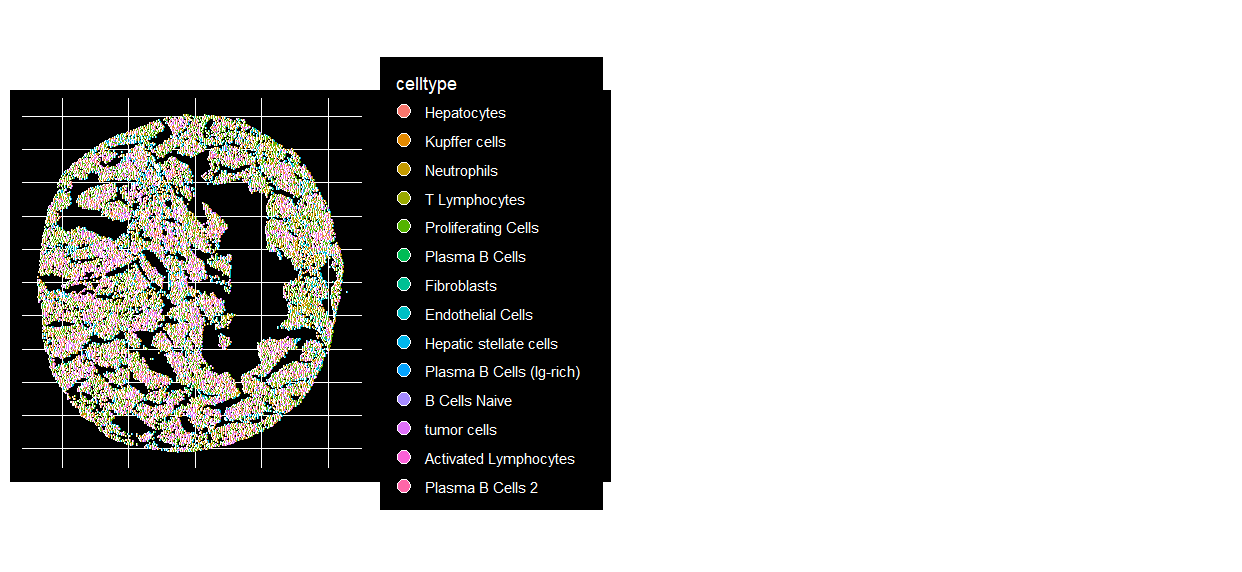 celltype
Hepatocytes
Kupffer cells
Neutrophils
T Lymphocytes
Proliferating Cells
Plasma B Cells
Fibroblasts
Endothelial Cells
Hepatic stellate cells
Plasma B Cells (Ig-rich)
B Cells Naive
tumor cells
Activated Lymphocytes
Plasma B Cells 2